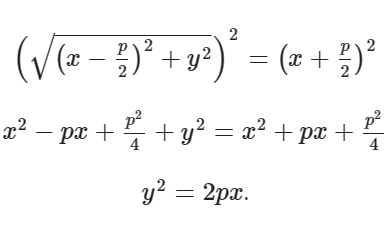 (√((x − p/2)² + y²))² = (x + p/2)²
x² − px + p²/4 + y² = x² + px + p²/4
y² = 2px.